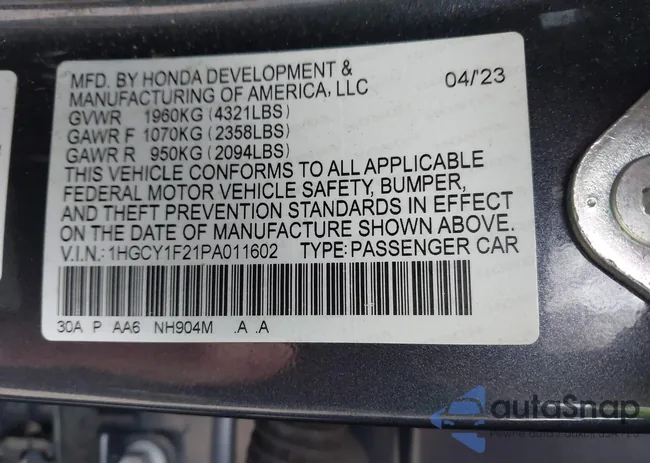 MFD. BY HONDA DEVELOPMENT &
MANUFACTURING OF AMERICA, LLC 04/'23
GVWR 1960KG (4321LBS)
GAWR F 1070KG (2358LBS)
GAWR R 950KG (2094LBS)
THIS VEHICLE CONFORMS TO ALL APPLICABLE
FEDERAL MOTOR VEHICLE SAFETY, BUMPER,
AND THEFT PREVENTION STANDARDS IN EFFECT
ON THE DATE OF MANUFACTURE SHOWN ABOVE.
V.I.N.: 1HGCY1F21PA011602 TYPE: PASSENGER CAR
30A P AA6 NH904M .A .A
autoSnap